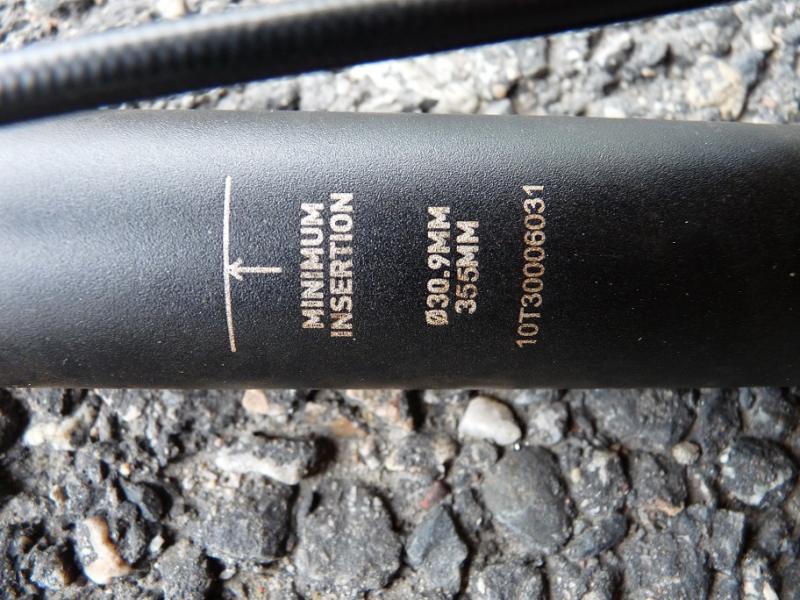 MINIMUM
INSERTION
Ø30.9MM
355MM
10T30006031